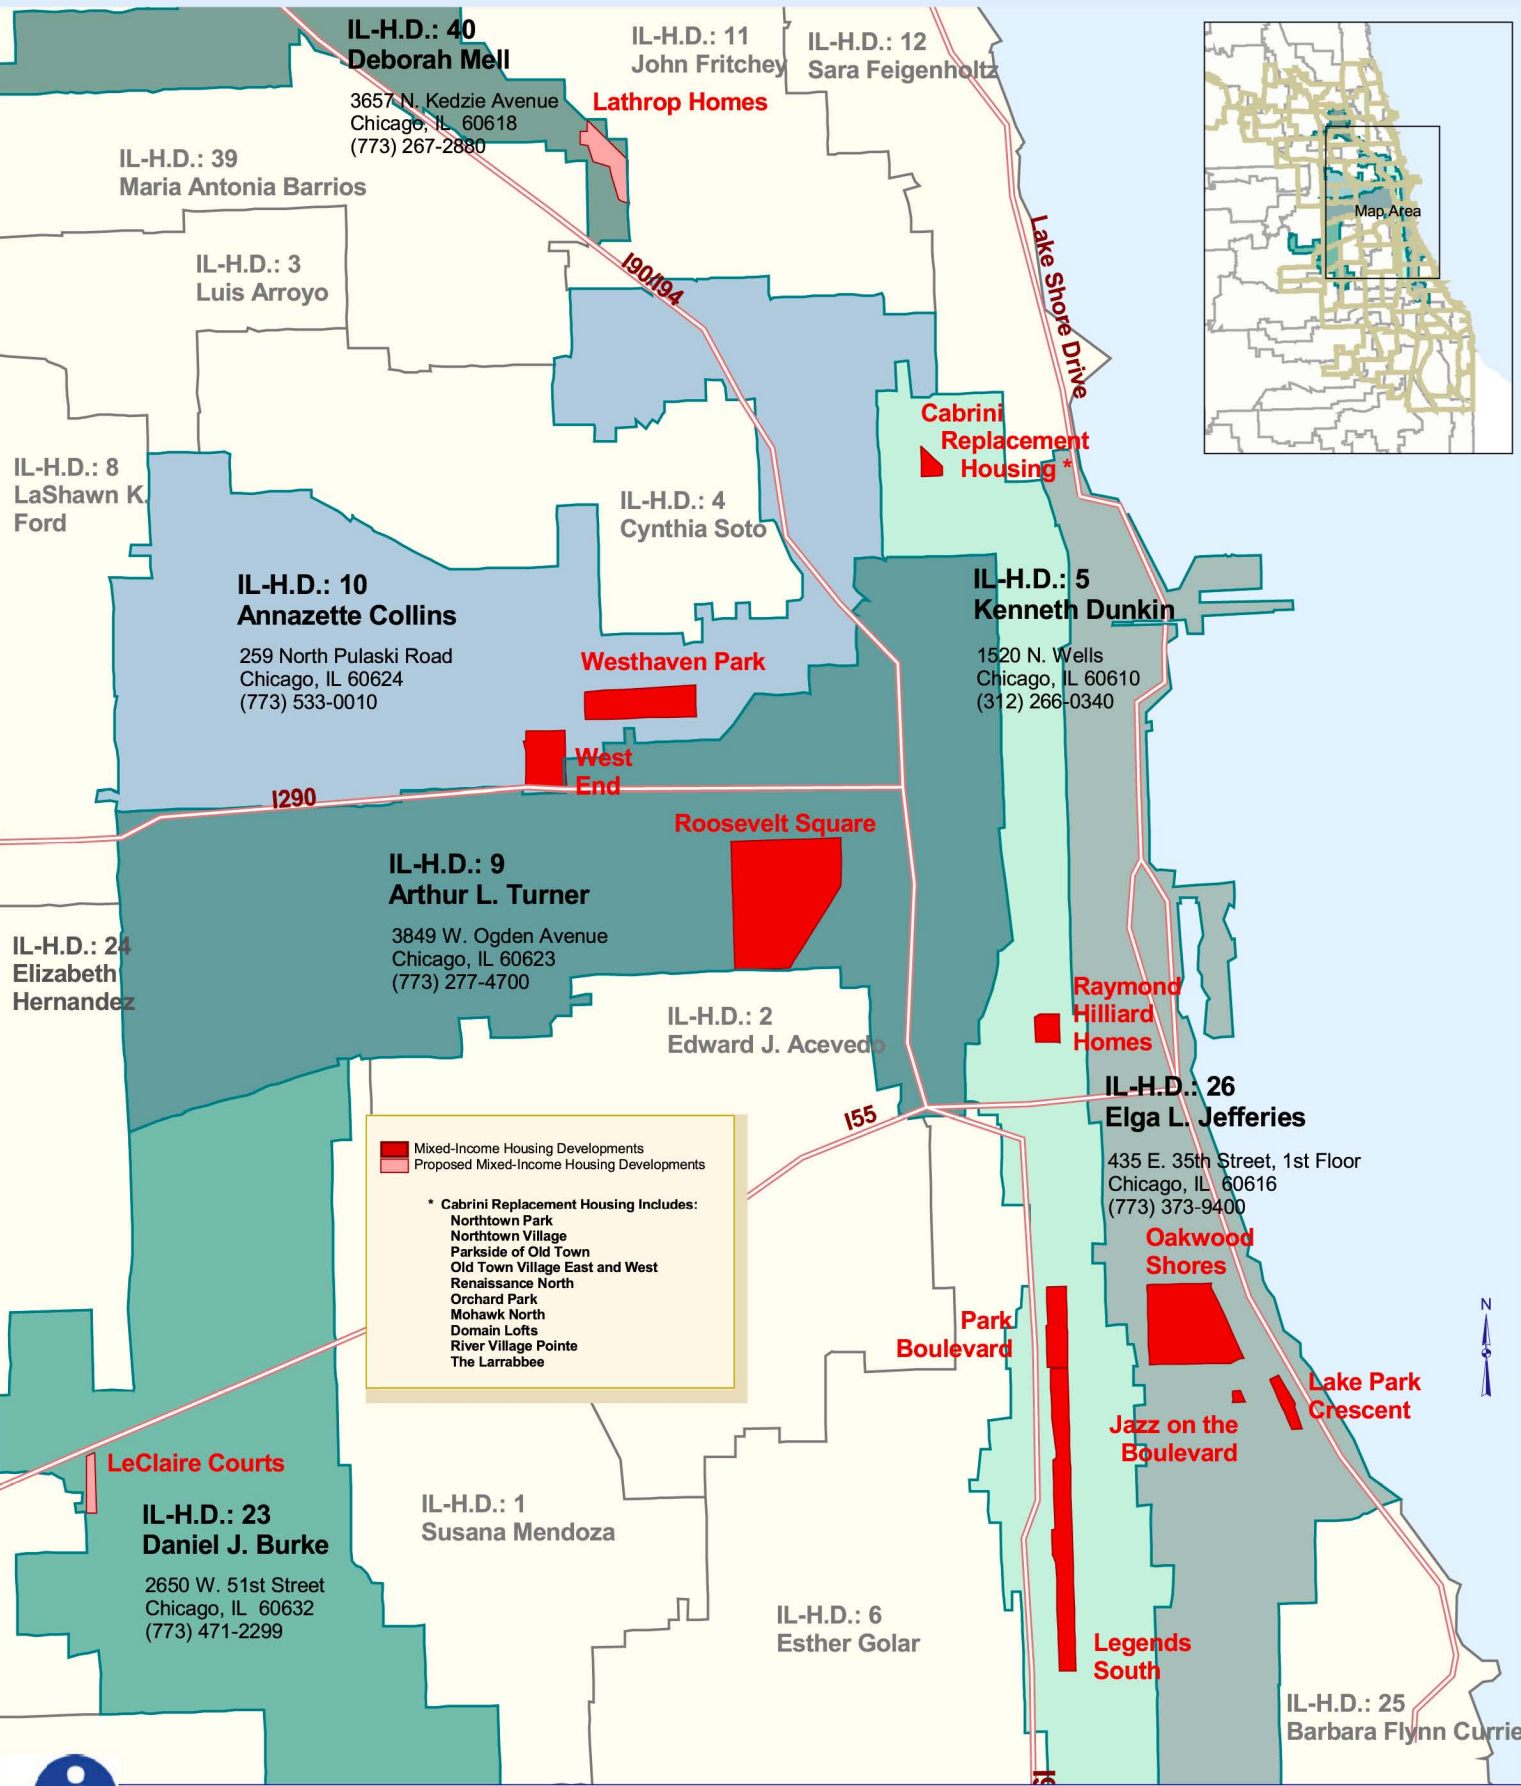 IL-H.D.: 40
Deborah Mell
3657 N. Kedzie Avenue
Chicago, IL 60618
(773) 267-2880
IL-H.D.: 11
John Fritchey
IL-H.D.: 12
Sara Feigenholtz
Lathrop Homes
IL-H.D.: 39
Maria Antonia Barrios
Map Area
IL-H.D.: 3
Luis Arroyo
I90/I94
Lake Shore Drive
Cabrini
Replacement
Housing *
IL-H.D.: 8
LaShawn K.
Ford
IL-H.D.: 4
Cynthia Soto
IL-H.D.: 10
Annazette Collins
259 North Pulaski Road
Chicago, IL 60624
(773) 533-0010
IL-H.D.: 5
Kenneth Dunkin
1520 N. Wells
Chicago, IL 60610
(312) 266-0340
Westhaven Park
West
End
I290
Roosevelt Square
IL-H.D.: 9
Arthur L. Turner
3849 W. Ogden Avenue
Chicago, IL 60623
(773) 277-4700
IL-H.D.: 24
Elizabeth
Hernandez
IL-H.D.: 2
Edward J. Acevedo
Raymond
Hilliard
Homes
IL-H.D.: 26
Elga L. Jefferies
435 E. 35th Street, 1st Floor
Chicago, IL 60616
(773) 373-9400
I55
Mixed-Income Housing Developments
Proposed Mixed-Income Housing Developments
* Cabrini Replacement Housing Includes:
Northtown Park
Northtown Village
Parkside of Old Town
Old Town Village East and West
Renaissance North
Orchard Park
Mohawk North
Domain Lofts
River Village Pointe
The Larrabbee
Oakwood
Shores
Park
Boulevard
N
Lake Park
Crescent
Jazz on the
Boulevard
LeClaire Courts
IL-H.D.: 23
Daniel J. Burke
2650 W. 51st Street
Chicago, IL 60632
(773) 471-2299
IL-H.D.: 1
Susana Mendoza
IL-H.D.: 6
Esther Golar
Legends
South
IL-H.D.: 25
Barbara Flynn Currie